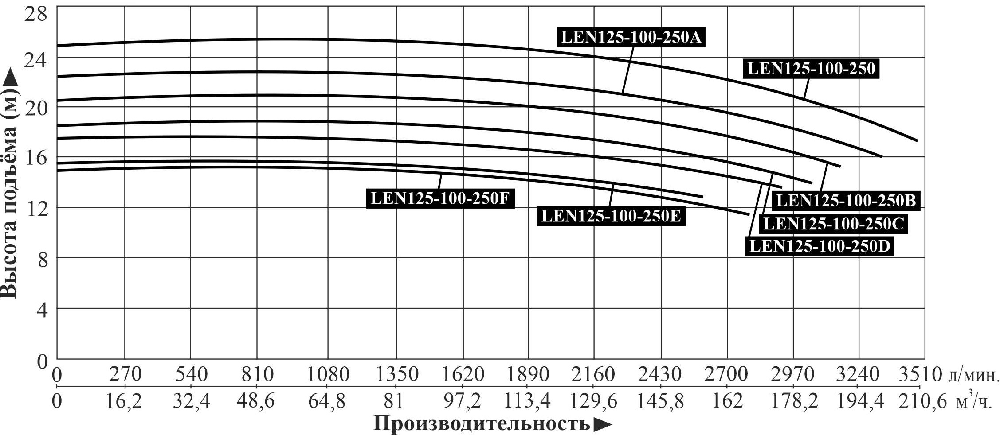 28
LEN125-100-250A
24
LEN125-100-250
20
16
LEN125-100-250F
LEN125-100-250B
12
LEN125-100-250E
LEN125-100-250C
LEN125-100-250D
8
4
0
Высота подъёма (м)
0 270 540 810 1080 1350 1620 1890 2160 2430 2700 2970 3240 3510 л/мин.
0 16,2 32,4 48,6 64,8 81 97,2 113,4 129,6 145,8 162 178,2 194,4 210,6 м³/ч.
Производительность